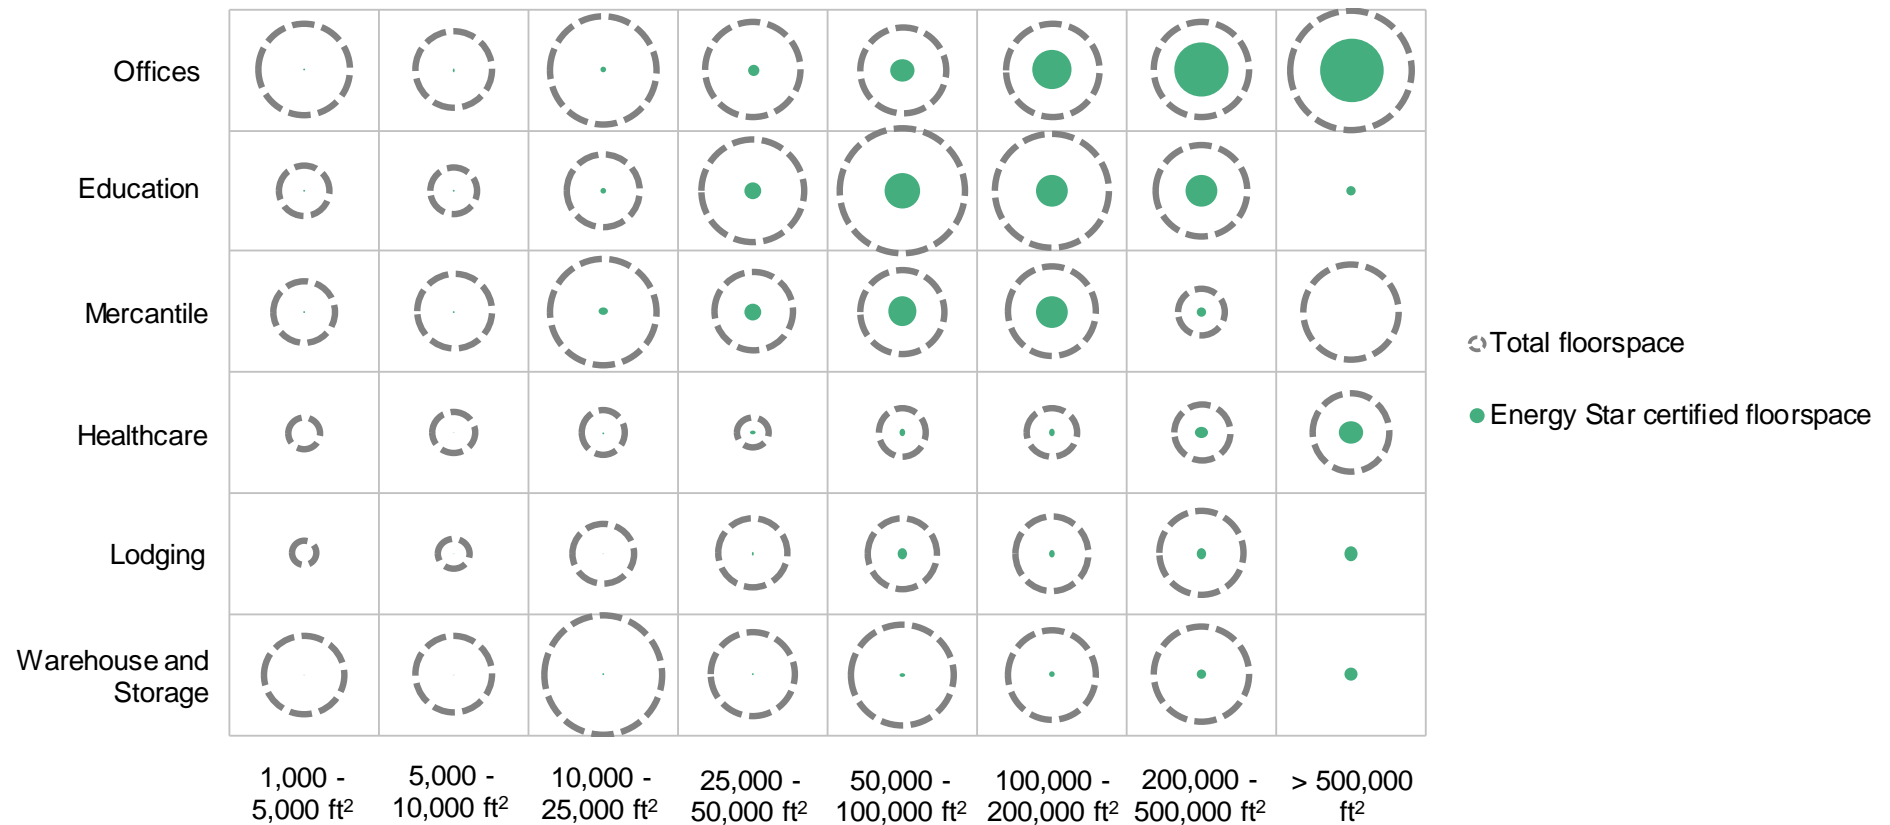 Offices
Education
Mercantile
Healthcare
Lodging
Warehouse and
Storage
Total floorspace
Energy Star certified floorspace
1,000 -
5,000 ft²
5,000 -
10,000 ft²
10,000 -
25,000 ft²
25,000 -
50,000 ft²
50,000 -
100,000 ft²
100,000 -
200,000 ft²
200,000 -
500,000 ft²
> 500,000
ft²